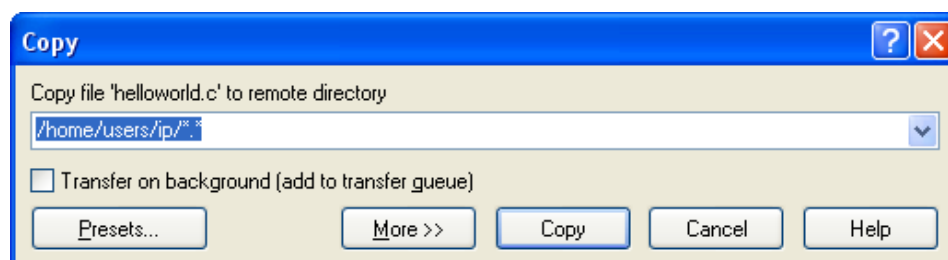 Copy
Copy file 'helloworld.c' to remote directory
/home/users/ip/*.*
Transfer on background (add to transfer queue)
Presets... More >> Copy Cancel Help